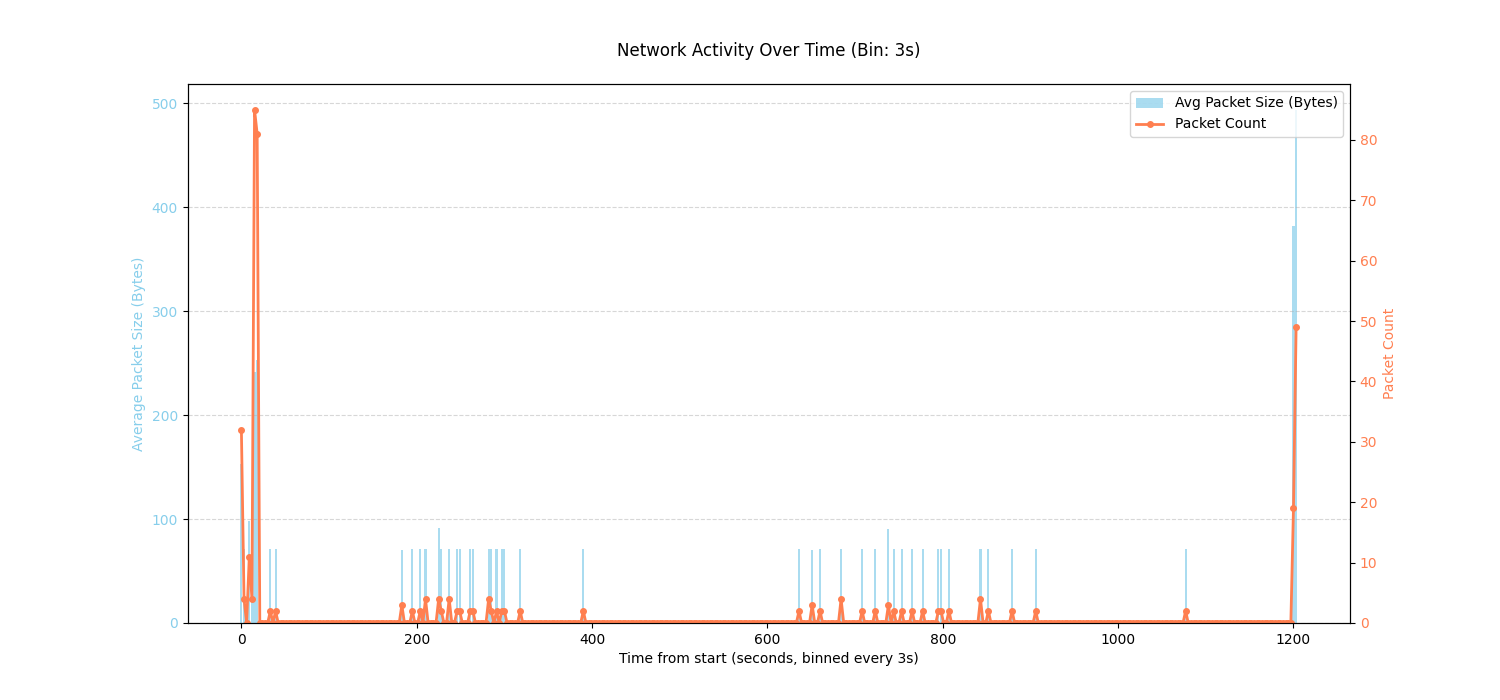 Network Activity Over Time (Bin: 3s)
Avg Packet Size (Bytes)
Packet Count
500
400
300
200
100
0
Average Packet Size (Bytes)
80
70
60
50
40
30
20
10
0
Packet Count
0 200 400 600 800 1000 1200
Time from start (seconds, binned every 3s)